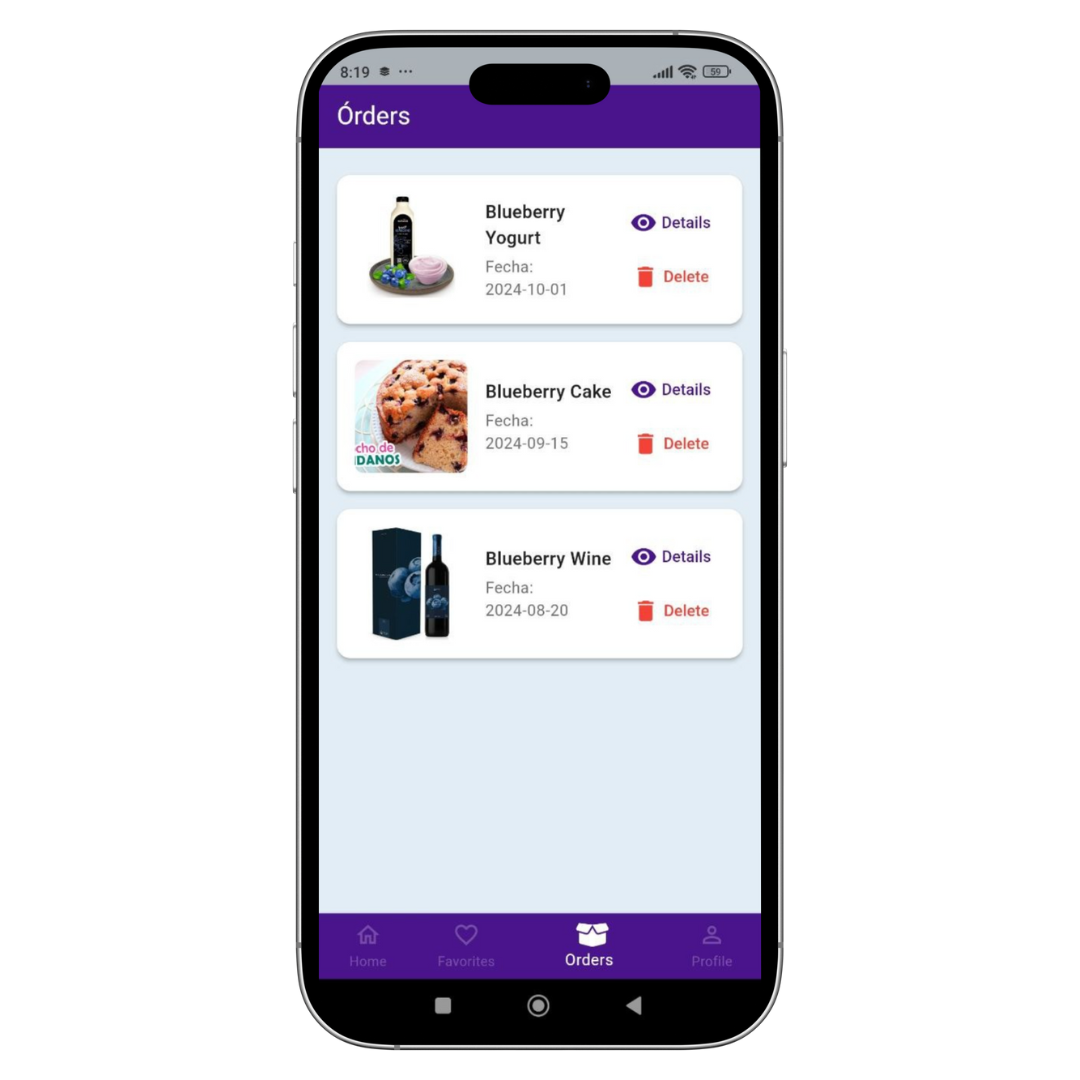 8:19
59
Órders
Blueberry
Yogurt
Fecha:
2024-10-01
Details
Delete
cho de
DANOS
Blueberry Cake
Fecha:
2024-09-15
Details
Delete
Blueberry Wine
Fecha:
2024-08-20
Details
Delete
Home
Favorites
Orders
Profile